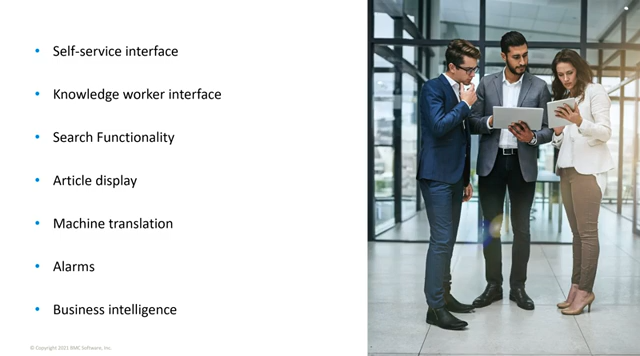 • Self-service interface
• Knowledge worker interface
• Search Functionality
• Article display
• Machine translation
• Alarms
• Business intelligence
© Copyright 2021 BMC Software, Inc.